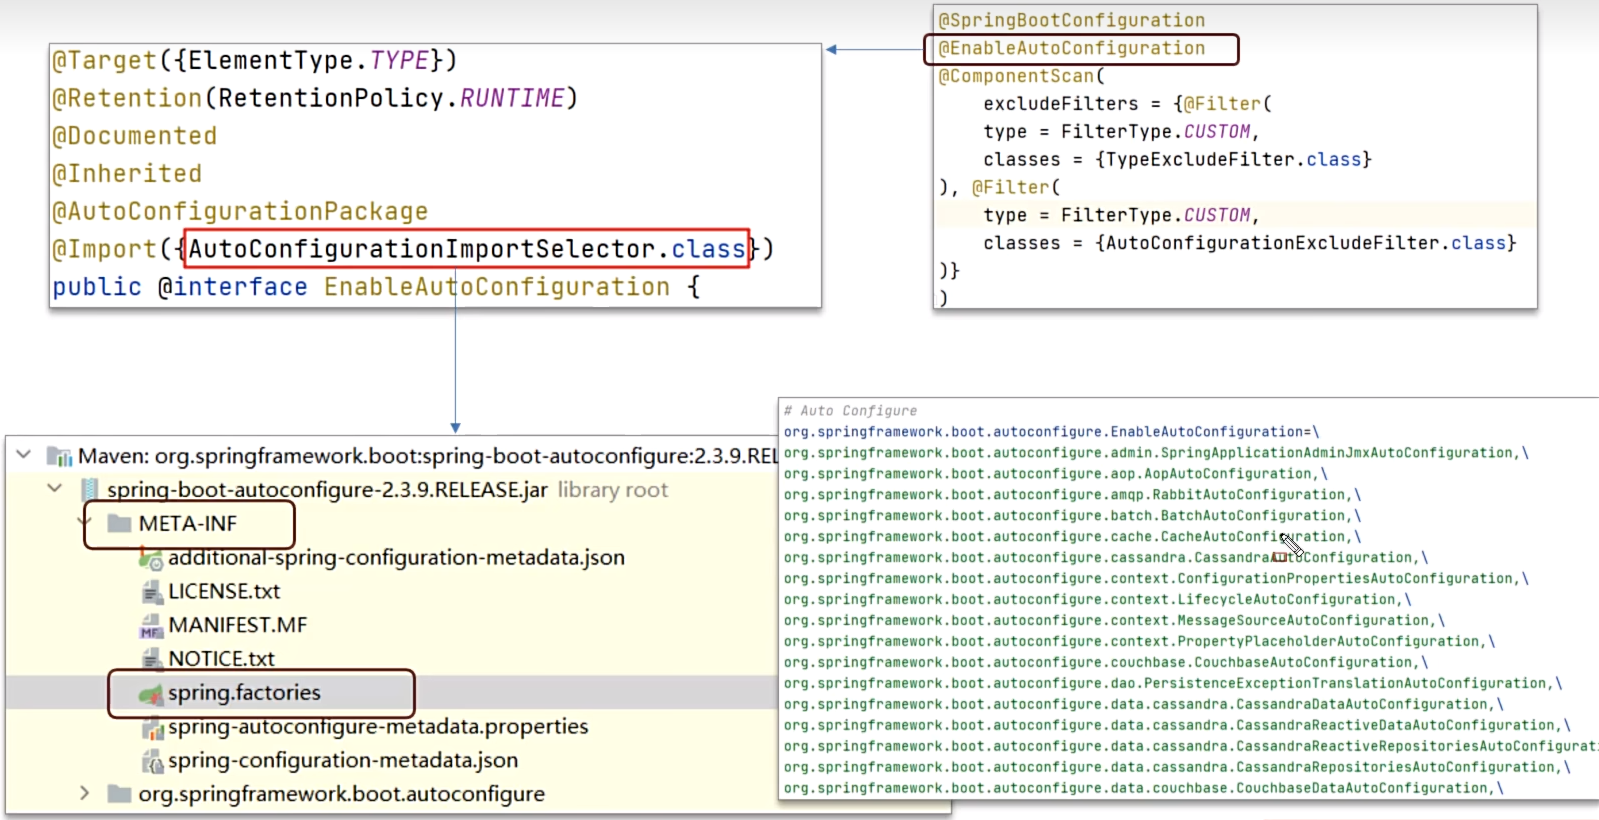 @SpringBootConfiguration
@EnableAutoConfiguration
@ComponentScan(
excludeFilters = {@Filter(
type = FilterType.CUSTOM,
classes = {TypeExcludeFilter.class}
), @Filter(
type = FilterType.CUSTOM,
classes = {AutoConfigurationExcludeFilter.class}
)}
)
@Target({ElementType.TYPE})
@Retention(RetentionPolicy.RUNTIME)
@Documented
@Inherited
@AutoConfigurationPackage
@Import({AutoConfigurationImportSelector.class})
public @interface EnableAutoConfiguration {
Maven: org.springframework.boot:spring-boot-autoconfigure:2.3.9.REL
spring-boot-autoconfigure-2.3.9.RELEASE.jar library root
META-INF
additional-spring-configuration-metadata.json
LICENSE.txt
MANIFEST.MF
NOTICE.txt
spring.factories
spring-autoconfigure-metadata.properties
spring-configuration-metadata.json
org.springframework.boot.autoconfigure
# Auto Configure
org.springframework.boot.autoconfigure.EnableAutoConfiguration=\
org.springframework.boot.autoconfigure.admin.SpringApplicationAdminJmxAutoConfiguration,\
org.springframework.boot.autoconfigure.aop.AopAutoConfiguration,\
org.springframework.boot.autoconfigure.amqp.RabbitAutoConfiguration,\
org.springframework.boot.autoconfigure.batch.BatchAutoConfiguration,\
org.springframework.boot.autoconfigure.cache.CacheAutoConfiguration,\
org.springframework.boot.autoconfigure.cassandra.CassandraAutoConfiguration,\
org.springframework.boot.autoconfigure.context.ConfigurationPropertiesAutoConfiguration,\
org.springframework.boot.autoconfigure.context.LifecycleAutoConfiguration,\
org.springframework.boot.autoconfigure.context.MessageSourceAutoConfiguration,\
org.springframework.boot.autoconfigure.context.PropertyPlaceholderAutoConfiguration,\
org.springframework.boot.autoconfigure.couchbase.CouchbaseAutoConfiguration,\
org.springframework.boot.autoconfigure.dao.PersistenceExceptionTranslationAutoConfiguration,\
org.springframework.boot.autoconfigure.data.cassandra.CassandraDataAutoConfiguration,\
org.springframework.boot.autoconfigure.data.cassandra.CassandraReactiveDataAutoConfiguration,\
org.springframework.boot.autoconfigure.data.cassandra.CassandraReactiveRepositoriesAutoConfigurati
org.springframework.boot.autoconfigure.data.cassandra.CassandraRepositoriesAutoConfiguration,\
org.springframework.boot.autoconfigure.data.couchbase.CouchbaseDataAutoConfiguration,\